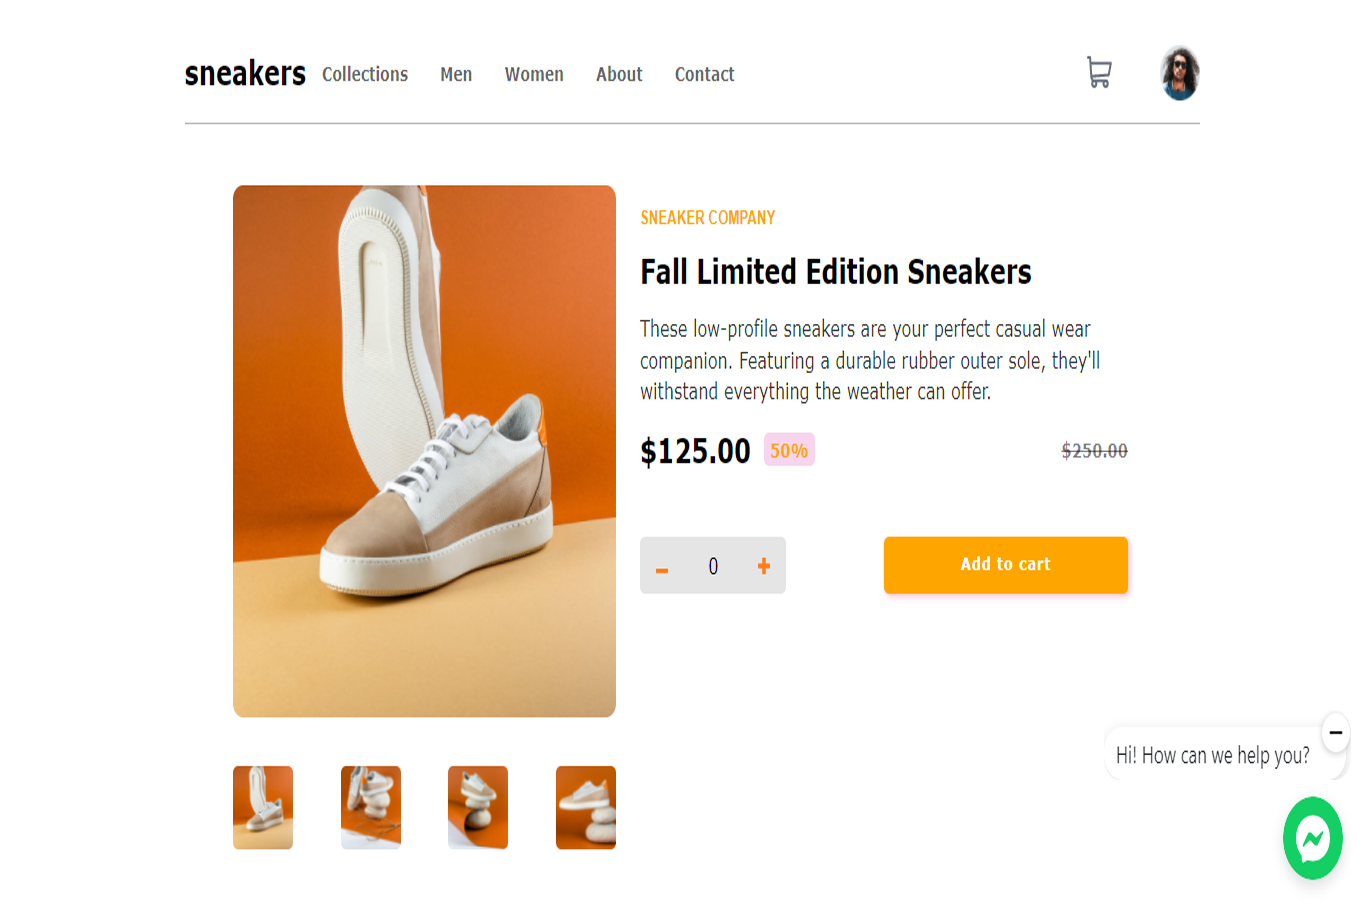 sneakers Collections Men Women About Contact
SNEAKER COMPANY
Fall Limited Edition Sneakers
These low-profile sneakers are your perfect casual wear
companion. Featuring a durable rubber outer sole, they'll
withstand everything the weather can offer.
$125.00 50% $250.00
0 Add to cart
Hi! How can we help you?